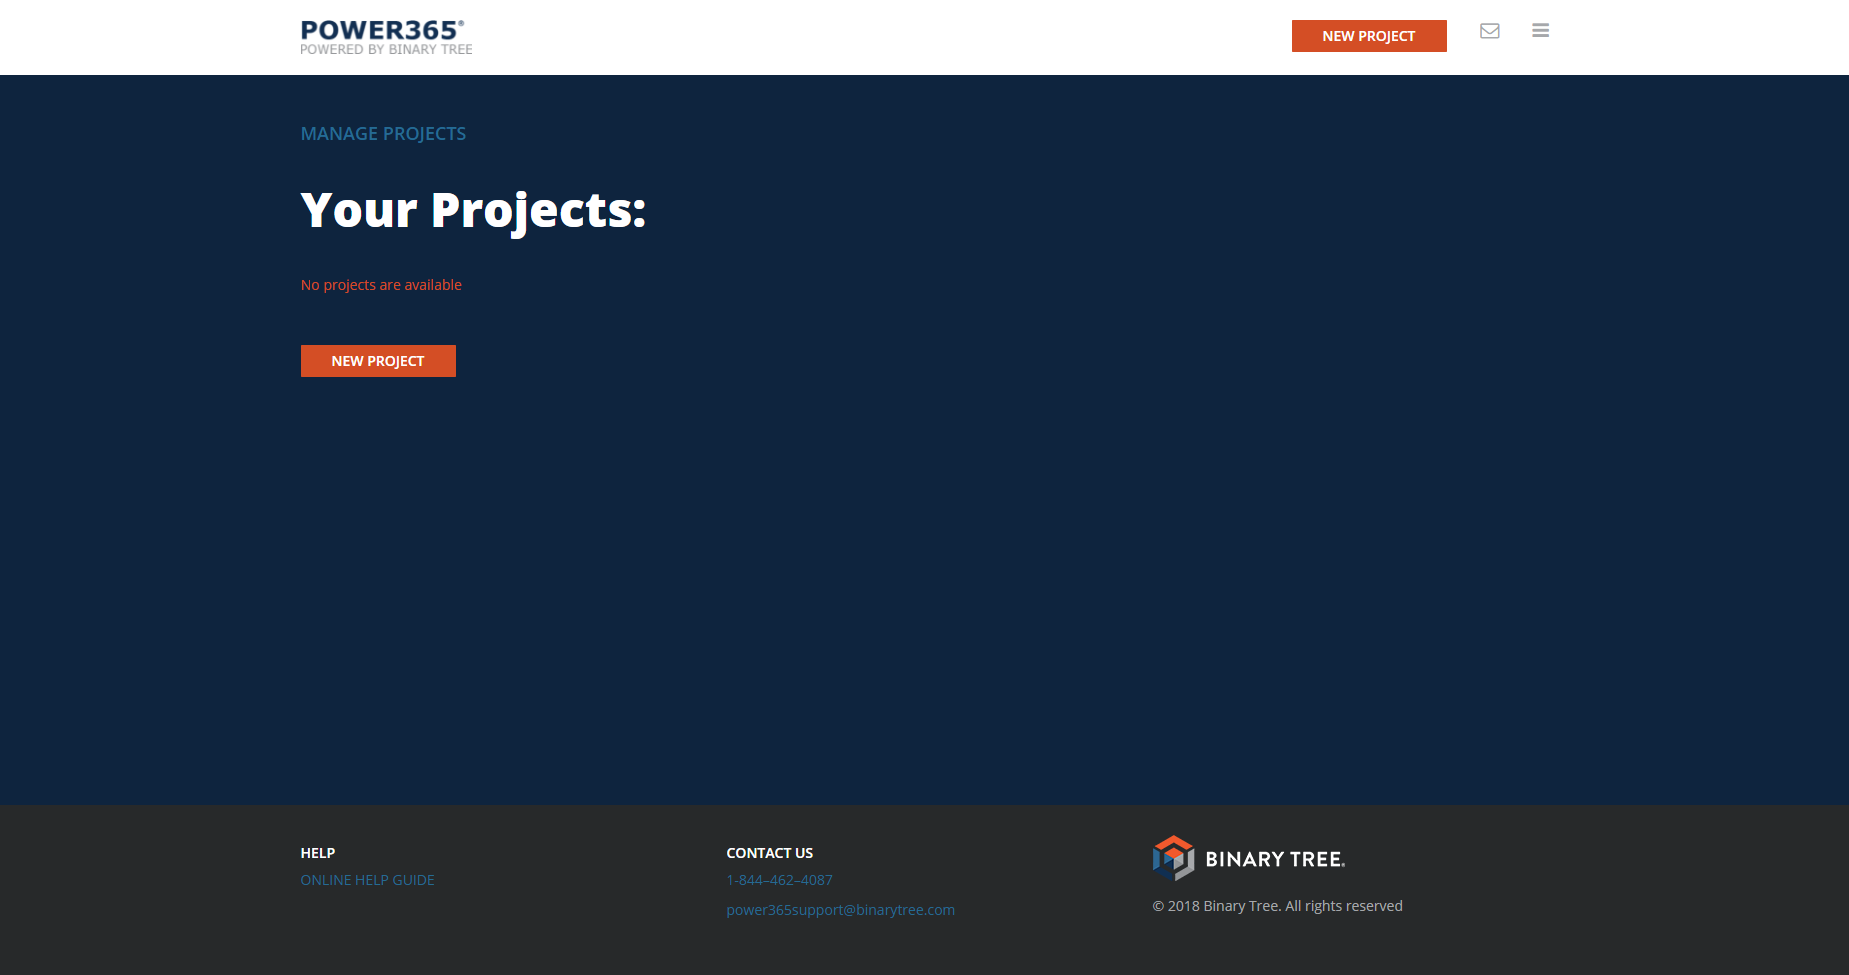 POWER365®
POWERED BY BINARY TREE
NEW PROJECT
MANAGE PROJECTS
Your Projects:
No projects are available
NEW PROJECT
HELP
ONLINE HELP GUIDE
CONTACT US
1-844–462–4087
power365support@binarytree.com
BINARY TREE.
© 2018 Binary Tree. All rights reserved